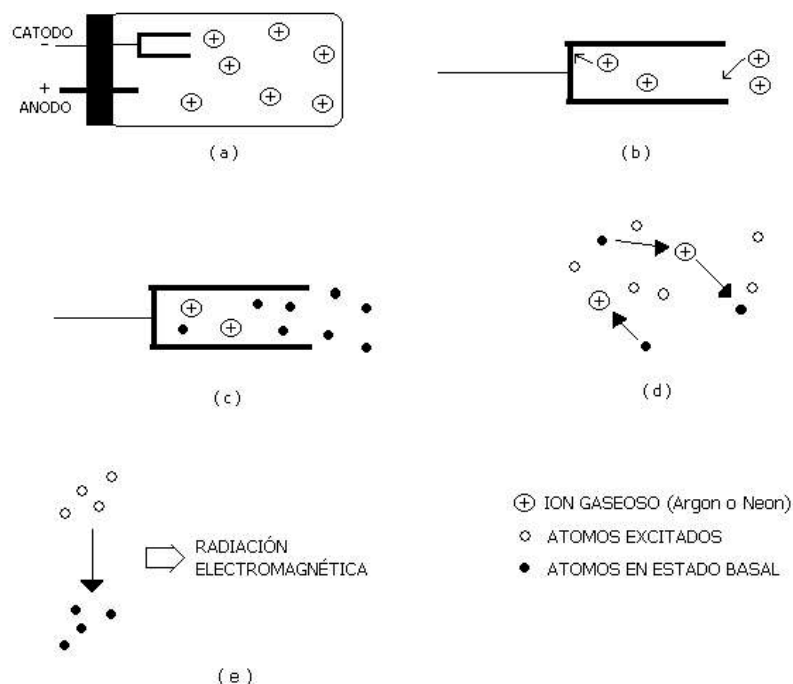 CATODO
-
+
ANODO
(a)
(b)
(c)
(d)
RADIACIÓN
ELECTROMAGNÉTICA
(e)
ION GASEOSO (Argon o Neon)
ATOMOS EXCITADOS
ATOMOS EN ESTADO BASAL